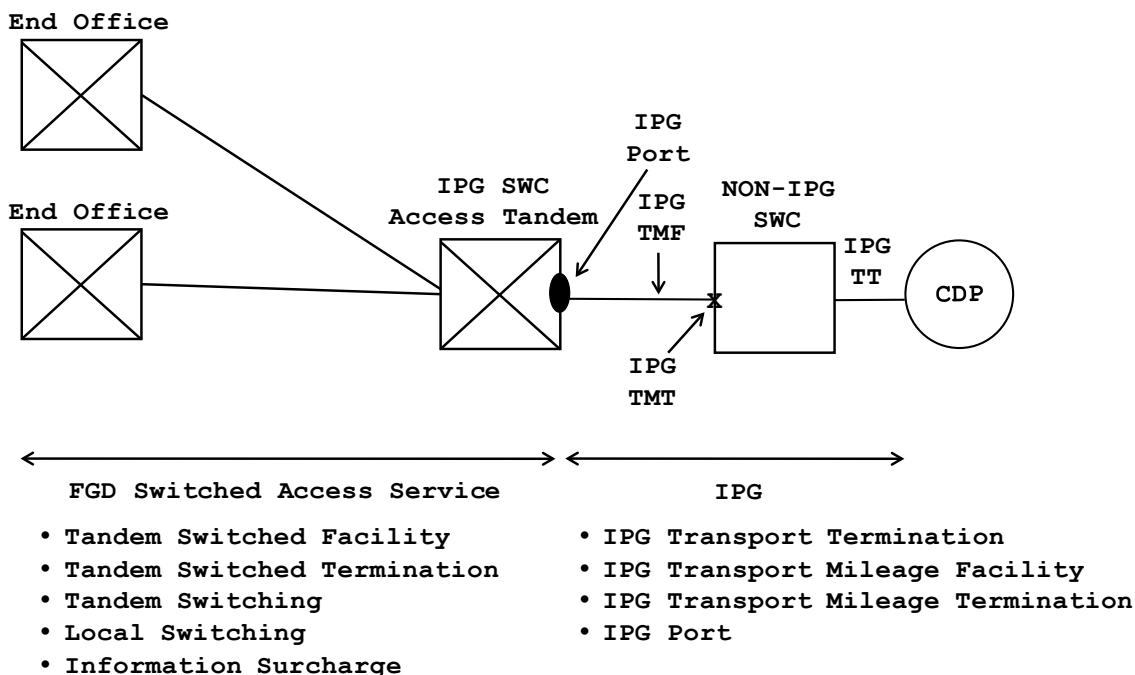 End Office
End Office
IPG SWC
Access Tandem
IPG
Port
IPG
TMF
IPG
TMT
NON-IPG
SWC
x
IPG
TT
CDP
FGD Switched Access Service
• Tandem Switched Facility
• Tandem Switched Termination
• Tandem Switching
• Local Switching
• Information Surcharge
IPG
• IPG Transport Termination
• IPG Transport Mileage Facility
• IPG Transport Mileage Termination
• IPG Port